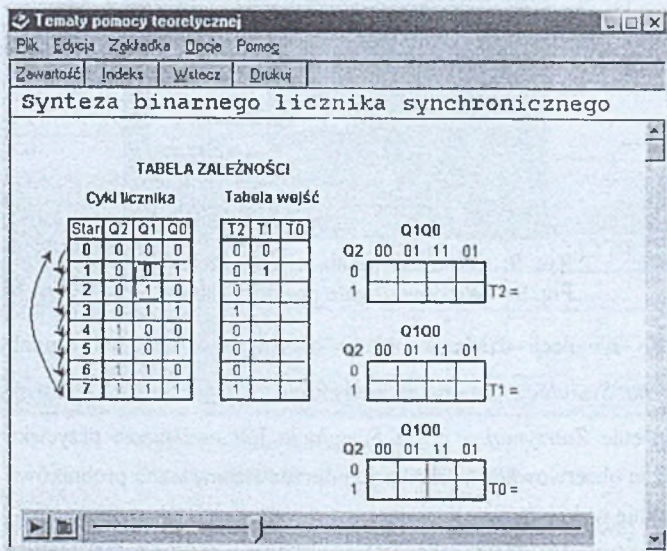 Tematy pomocy teoretycznej
Plik Edycja Zakładka Opcje Pomoc
Zawartość Indeks Wstecz Drukuj
Synteza binarnego licznika synchronicznego
TABELA ZALEŻNOŚCI
Cykl licznika Tabela wejść
Stan Q2 Q1 Q0 T2 T1 T0
0 0 0 0 0 0
1 0 0 1 0
2 0 1 0 0
3 0 1 1 1
4 1 0 0 0
5 1 0 1 0
6 1 1 0 0
7 1 1 1 1
Q1Q0
Q2 00 01 11 01
0
1 T2 =
Q1Q0
Q2 00 01 11 01
0
1 T1 =
Q1Q0
Q2 00 01 11 01
0
1 T0 =